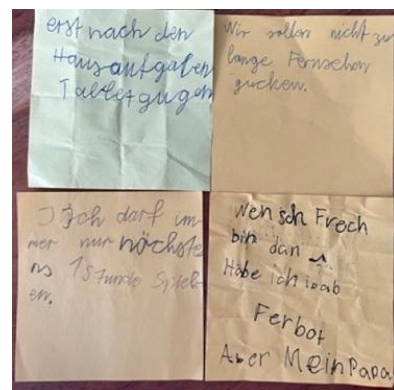 erst nach den
Hausaufgaben
Tablet gugen
Wir sollen nicht zu
lange Fernsehen
gucken.
Ich darf im-
mer nur nöchste
ns 1 Stunde Spiel-
en.
Wen ich Frech
bin dan
Habe ich
Ferbot
Aber Mein Papa